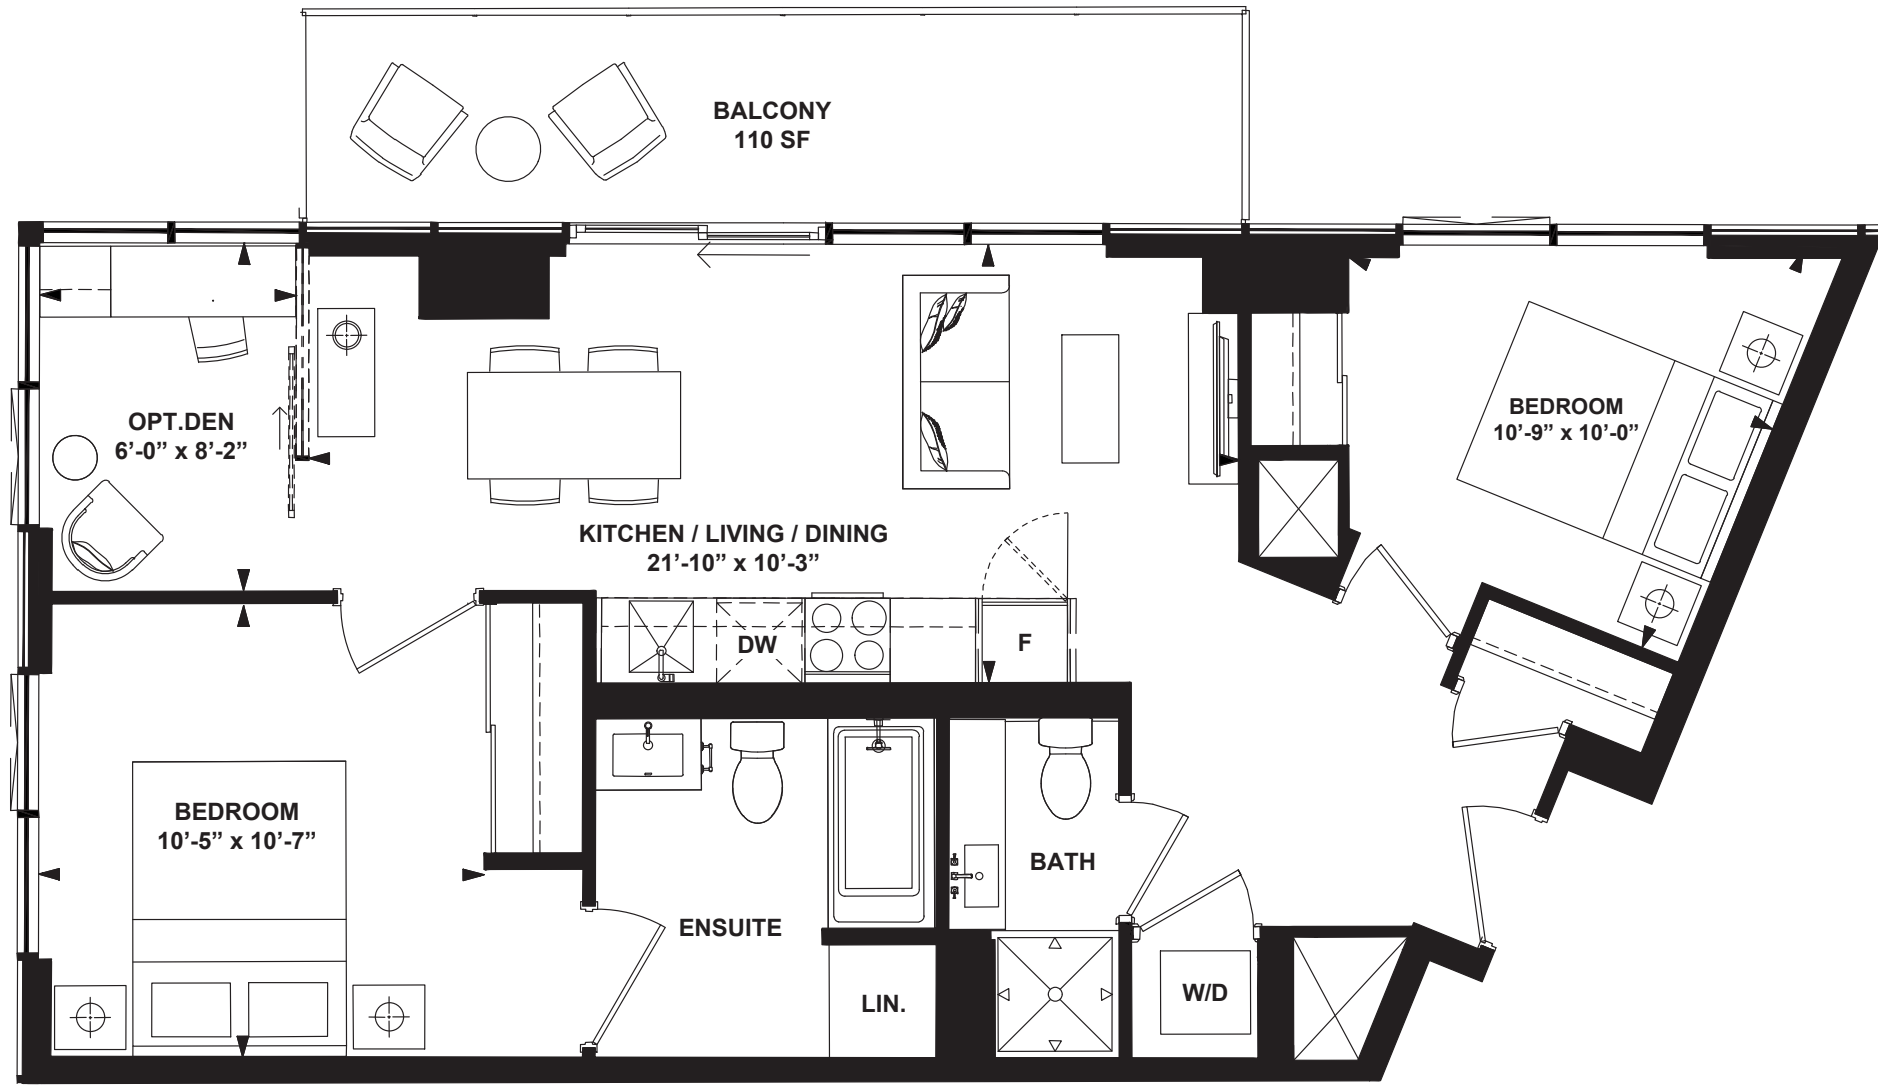 BALCONY
110 SF
OPT.DEN
6’-0” x 8’-2”
BEDROOM
10’-9” x 10’-0”
KITCHEN / LIVING / DINING
21’-10” x 10’-3”
DW
F
BEDROOM
10’-5” x 10’-7”
BATH
ENSUITE
LIN.
W/D